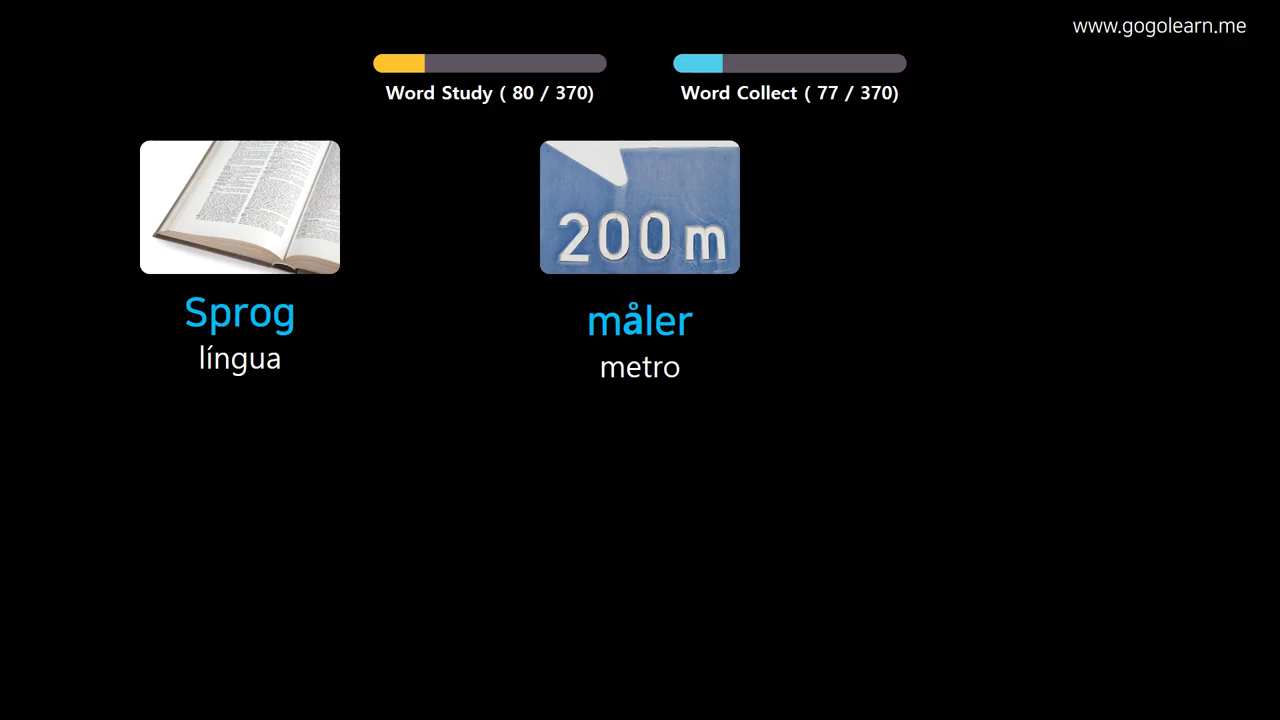 www.gogolearn.me
Word Study ( 80 / 370)
Word Collect ( 77 / 370)
200 m
Sprog
língua
måler
metro